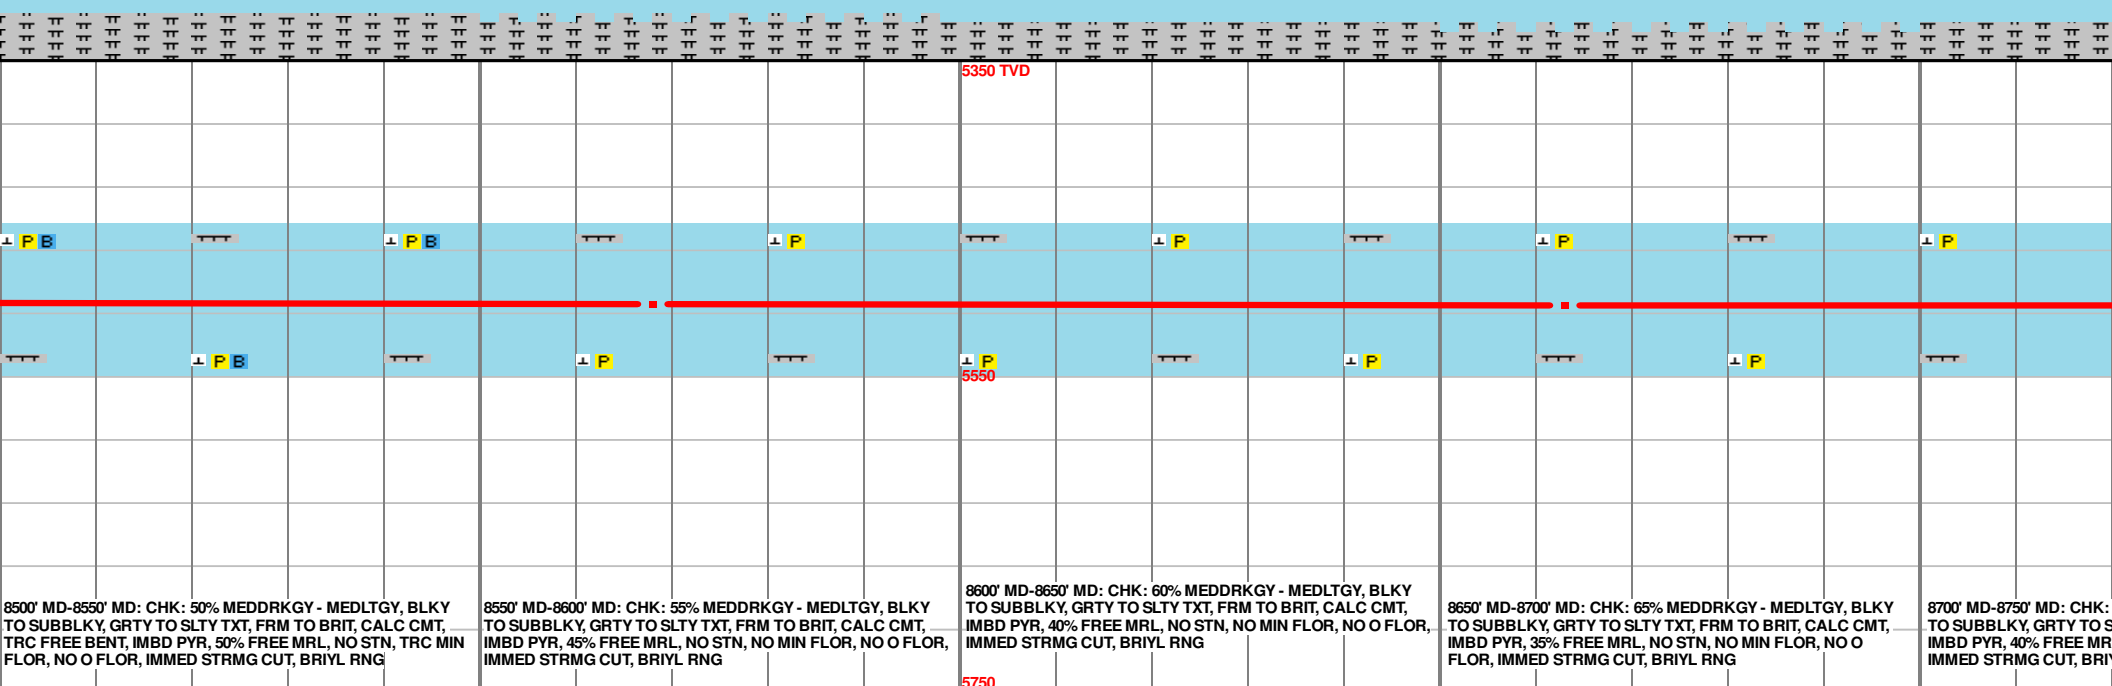 5350 TVD
P B
P B
P
P
P
P
P B
P
P
P
P
5550
8500' MD-8550' MD: CHK: 50% MEDDRKGY - MEDLTGY, BLKY
TO SUBBLKY, GRTY TO SLTY TXT, FRM TO BRIT, CALC CMT,
TRC FREE BENT, IMBD PYR, 50% FREE MRL, NO STN, TRC MIN
FLOR, NO O FLOR, IMMED STRMG CUT, BRIYL RNG
8550' MD-8600' MD: CHK: 55% MEDDRKGY - MEDLTGY, BLKY
TO SUBBLKY, GRTY TO SLTY TXT, FRM TO BRIT, CALC CMT,
IMBD PYR, 45% FREE MRL, NO STN, NO MIN FLOR, NO O FLOR,
IMMED STRMG CUT, BRIYL RNG
8600' MD-8650' MD: CHK: 60% MEDDRKGY - MEDLTGY, BLKY
TO SUBBLKY, GRTY TO SLTY TXT, FRM TO BRIT, CALC CMT,
IMBD PYR, 40% FREE MRL, NO STN, NO MIN FLOR, NO O FLOR,
IMMED STRMG CUT, BRIYL RNG
8650' MD-8700' MD: CHK: 65% MEDDRKGY - MEDLTGY, BLKY
TO SUBBLKY, GRTY TO SLTY TXT, FRM TO BRIT, CALC CMT,
IMBD PYR, 35% FREE MRL, NO STN, NO MIN FLOR, NO O
FLOR, IMMED STRMG CUT, BRIYL RNG
8700' MD-8750' MD: CHK:
TO SUBBLKY, GRTY TO S
IMBD PYR, 40% FREE MR
IMMED STRMG CUT, BRI
5750